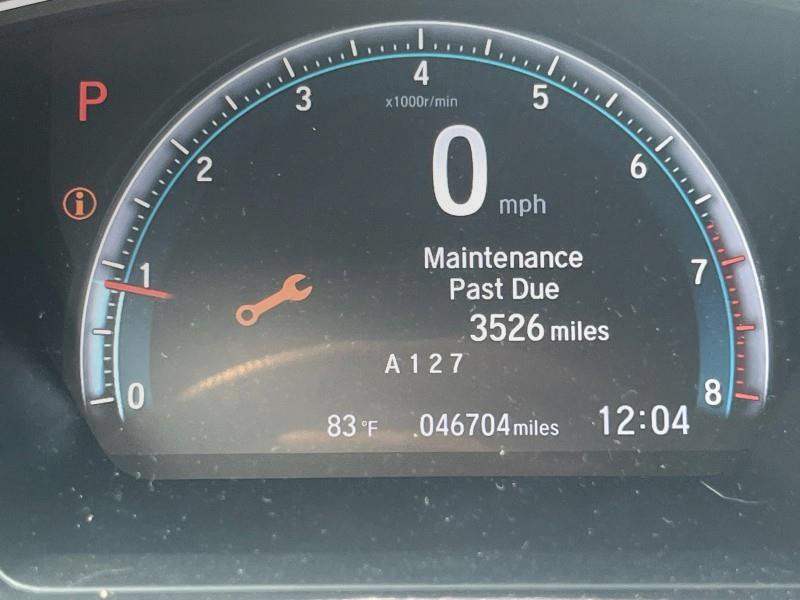 P
4
x1000r/min
3
5
2
6
0 mph
i
Maintenance
Past Due
1
7
3526 miles
A 1 2 7
0
8
83 °F
046704 miles
12:04